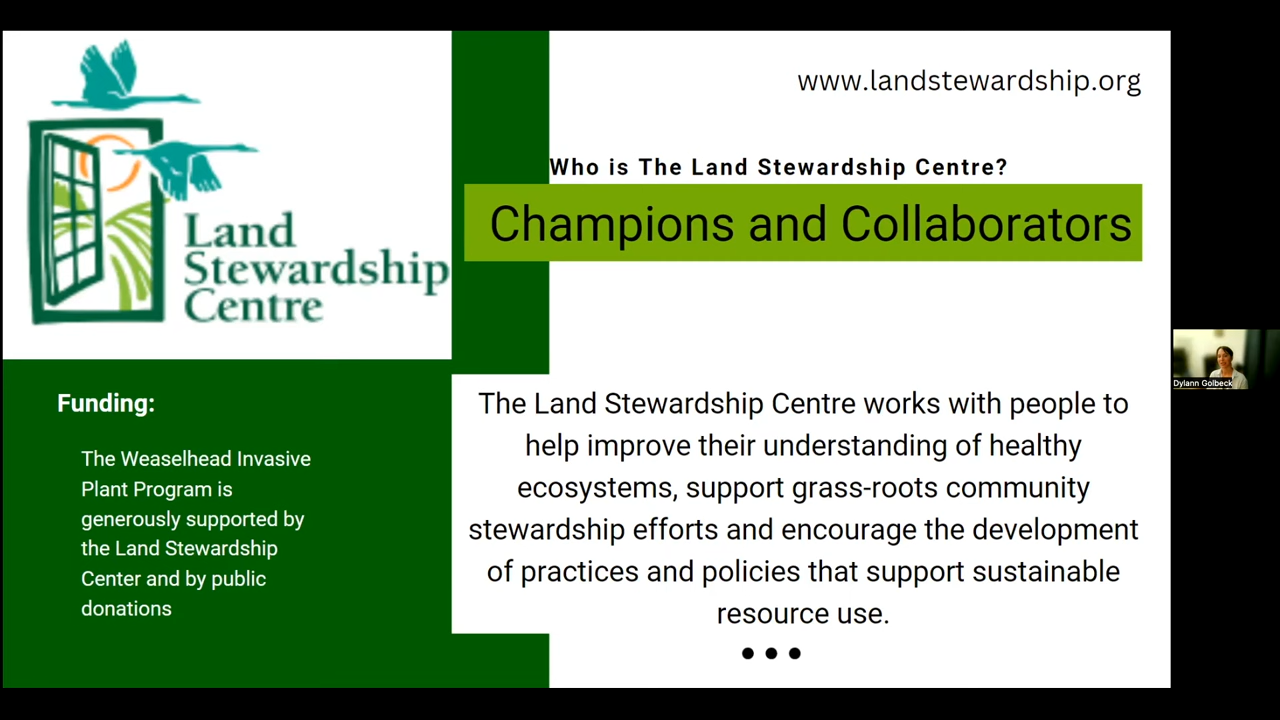 Land
Stewardship
Centre
www.landstewardship.org
Who is The Land Stewardship Centre?
Champions and Collaborators
Funding:
The Weaselhead Invasive
Plant Program is
generously supported by
the Land Stewardship
Center and by public
donations
The Land Stewardship Centre works with people to
help improve their understanding of healthy
ecosystems, support grass-roots community
stewardship efforts and encourage the development
of practices and policies that support sustainable
resource use.
Dylann Golbeck